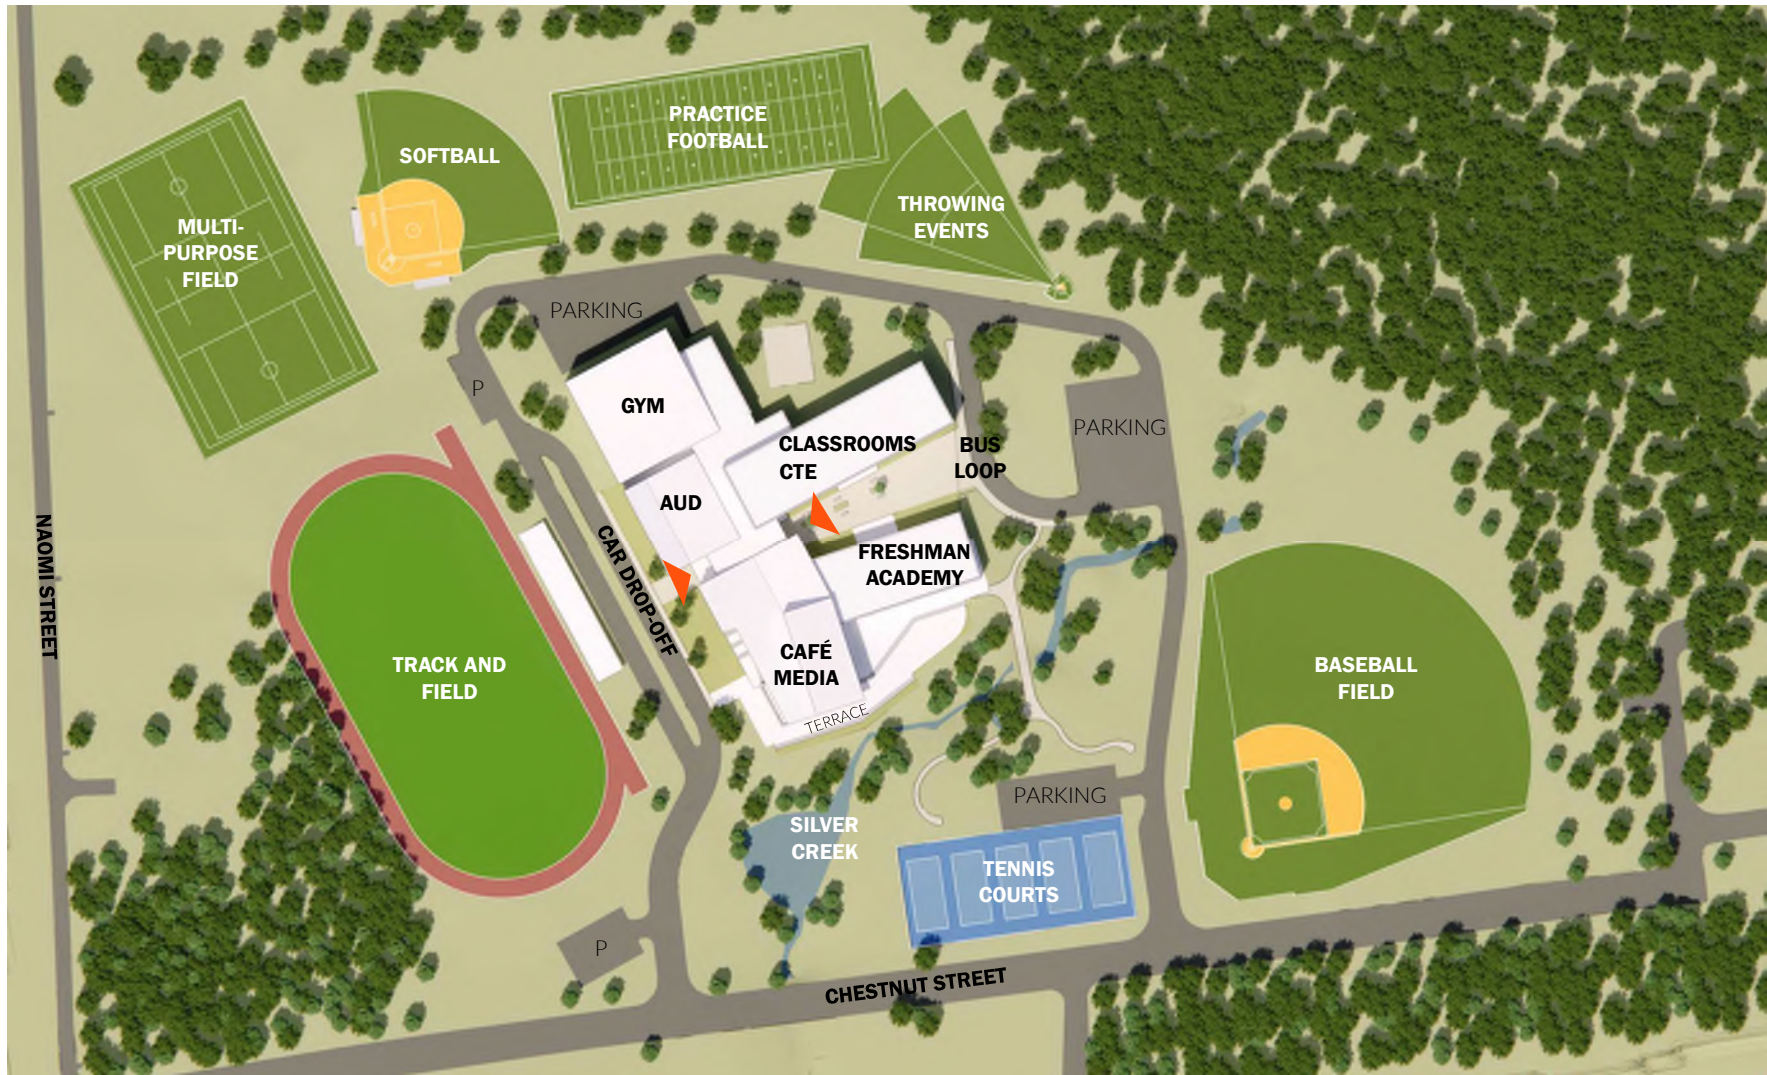 PRACTICE
FOOTBALL
SOFTBALL
THROWING
EVENTS
MULTI-
PURPOSE
FIELD
PARKING
P
GYM
CLASSROOMS
CTE
BUS
LOOP
PARKING
AUD
NAOMI STREET
CAR DROP-OFF
FRESHMAN
ACADEMY
TRACK AND
FIELD
CAFÉ
MEDIA
TERRACE
BASEBALL
FIELD
PARKING
SILVER
CREEK
TENNIS
COURTS
P
CHESTNUT STREET